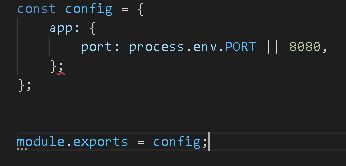 const config = {
    app: {
        port: process.env.PORT || 8080,
    };
};
module.exports = config;